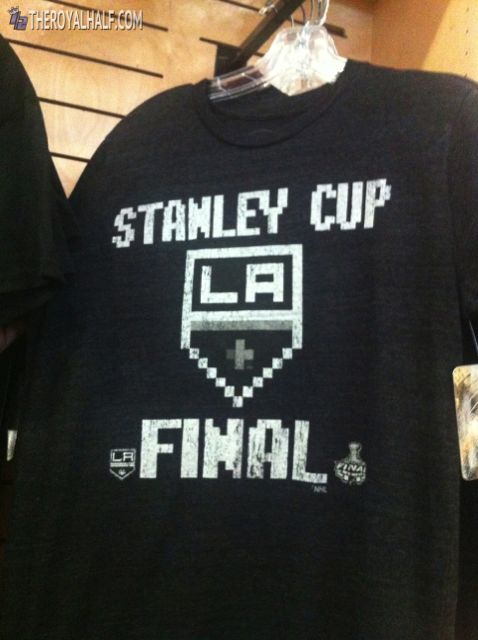 THEROYALHALF.COM
STANLEY CUP
LA
FINAL
LA
FINAL
NHL